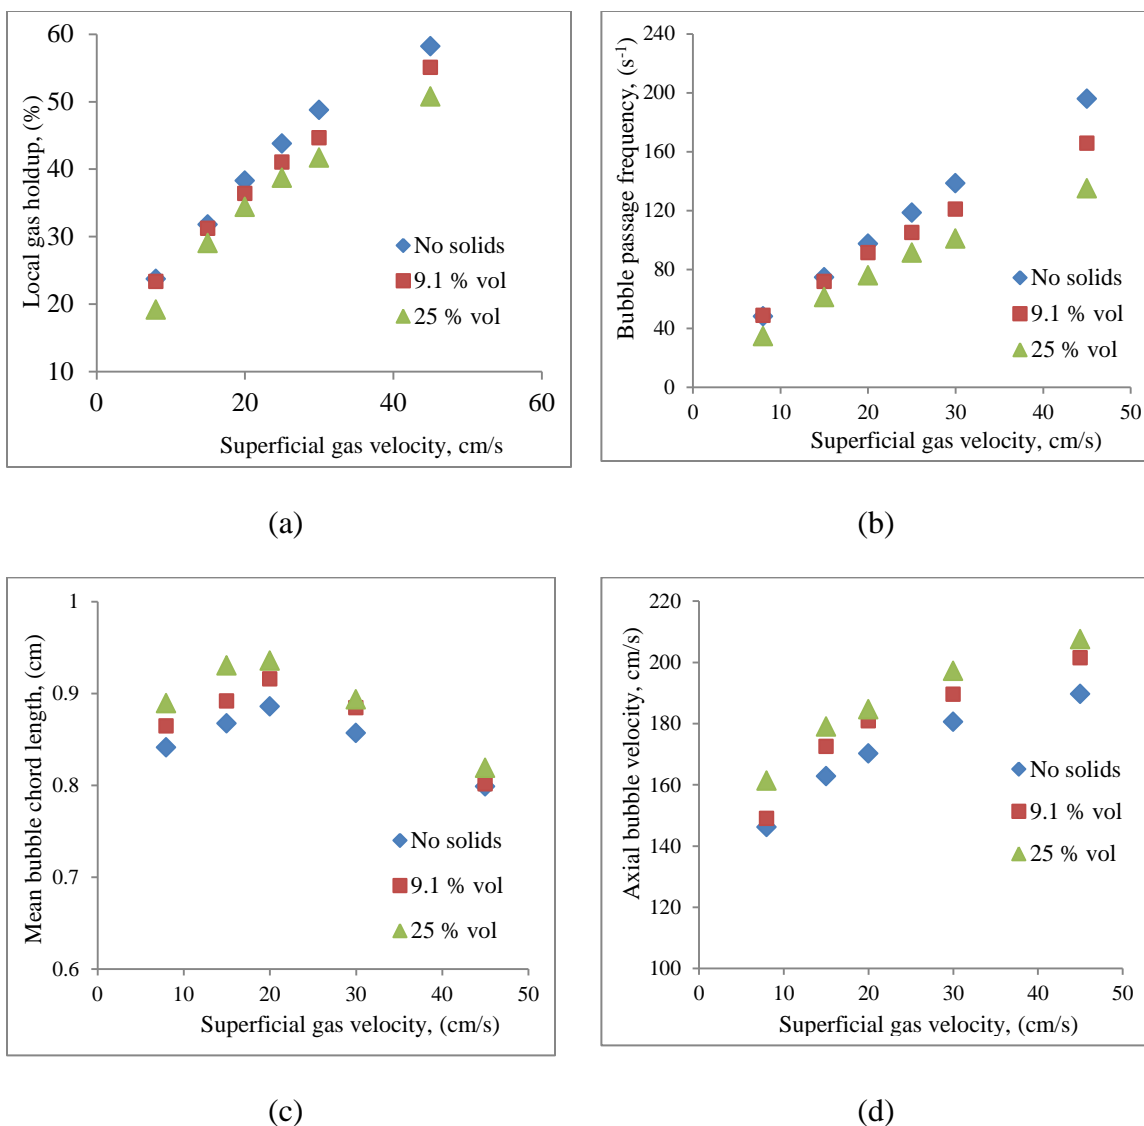 60
50
40
30
20
10
0
20
40
60
Local gas holdup, (%)
Superficial gas velocity, cm/s
No solids
9.1 % vol
25 % vol
(a)
240
200
160
120
80
40
0
0
10
20
30
40
50
Bubble passage frequency, (s⁻¹)
Superficial gas velocity, cm/s)
No solids
9.1 % vol
25 % vol
(b)
1
0.9
0.8
0.7
0.6
0
10
20
30
40
50
Mean bubble chord length, (cm)
Superficial gas velocity, (cm/s)
No solids
9.1 % vol
25 % vol
(c)
220
200
180
160
140
120
100
0
10
20
30
40
50
Axial bubble velocity, cm/s)
Superficial gas velocity, (cm/s)
No solids
9.1 % vol
25 % vol
(d)